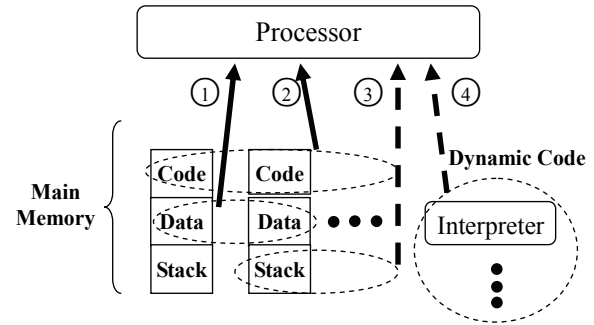 Processor
① ② ③ ④
Dynamic Code
Code Code
Main
Memory
Data Data
Interpreter
Stack Stack